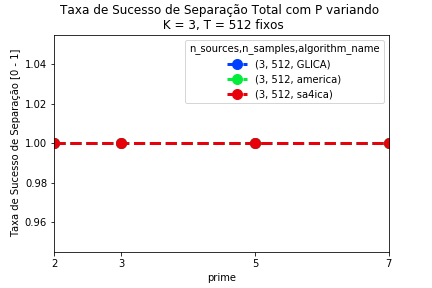 Taxa de Sucesso de Separação Total com P variando
K = 3, T = 512 fixos
n_sources,n_samples,algorithm_name
(3, 512, GLICA)
(3, 512, america)
(3, 512, sa4ica)
Taxa de Sucesso de Separação [0 - 1]
1.04
1.02
1.00
0.98
0.96
2 3 5 7
prime